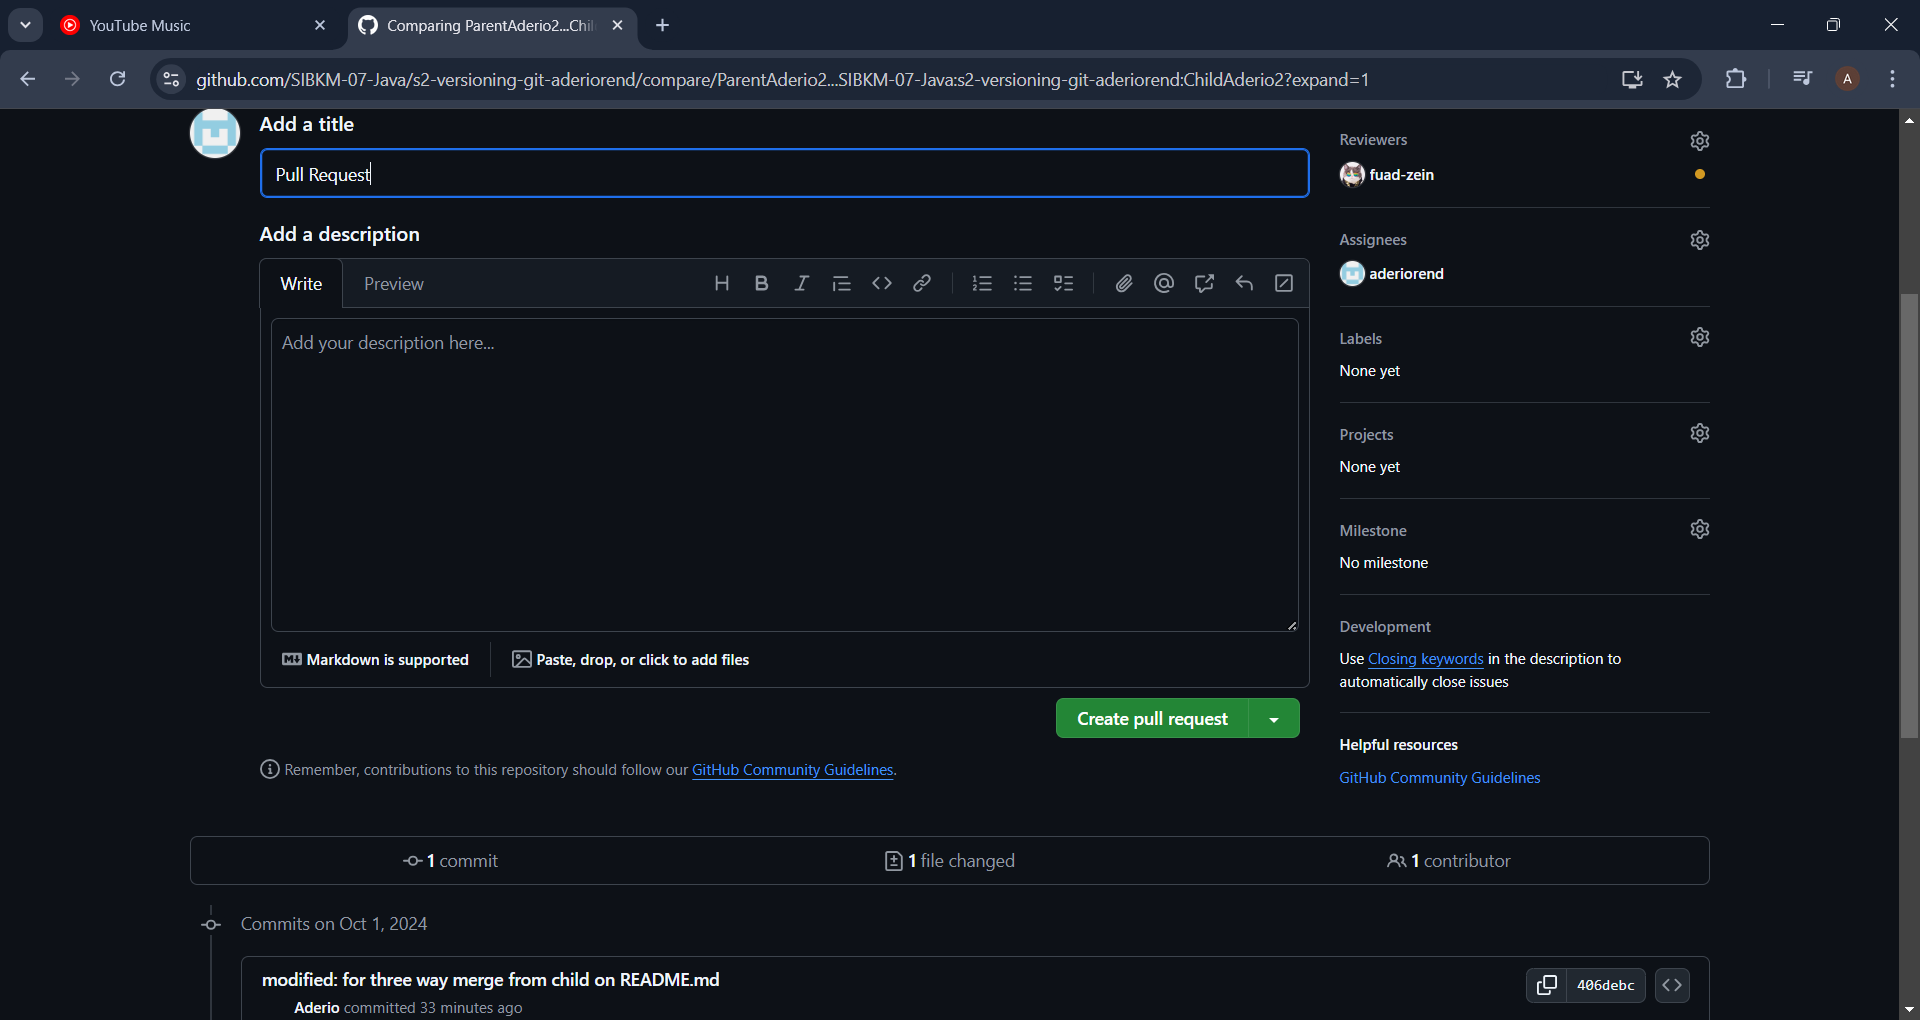 YouTube Music
Comparing ParentAderio2...Chil
github.com/SIBKM-07-Java/s2-versioning-git-aderiorend/compare/ParentAderio2...SIBKM-07-Java:s2-versioning-git-aderiorend:ChildAderio2?expand=1
A
Add a title
Pull Request
Reviewers
fuad-zein
Add a description
Assignees
aderiorend
Write
Preview
Add your description here...
Labels
None yet
Projects
None yet
Milestone
No milestone
Development
Use Closing keywords in the description to
automatically close issues
Markdown is supported
Paste, drop, or click to add files
Create pull request
Helpful resources
GitHub Community Guidelines
Remember, contributions to this repository should follow our GitHub Community Guidelines.
1 commit
1 file changed
1 contributor
Commits on Oct 1, 2024
modified: for three way merge from child on README.md
406debc
Aderio committed 33 minutes ago